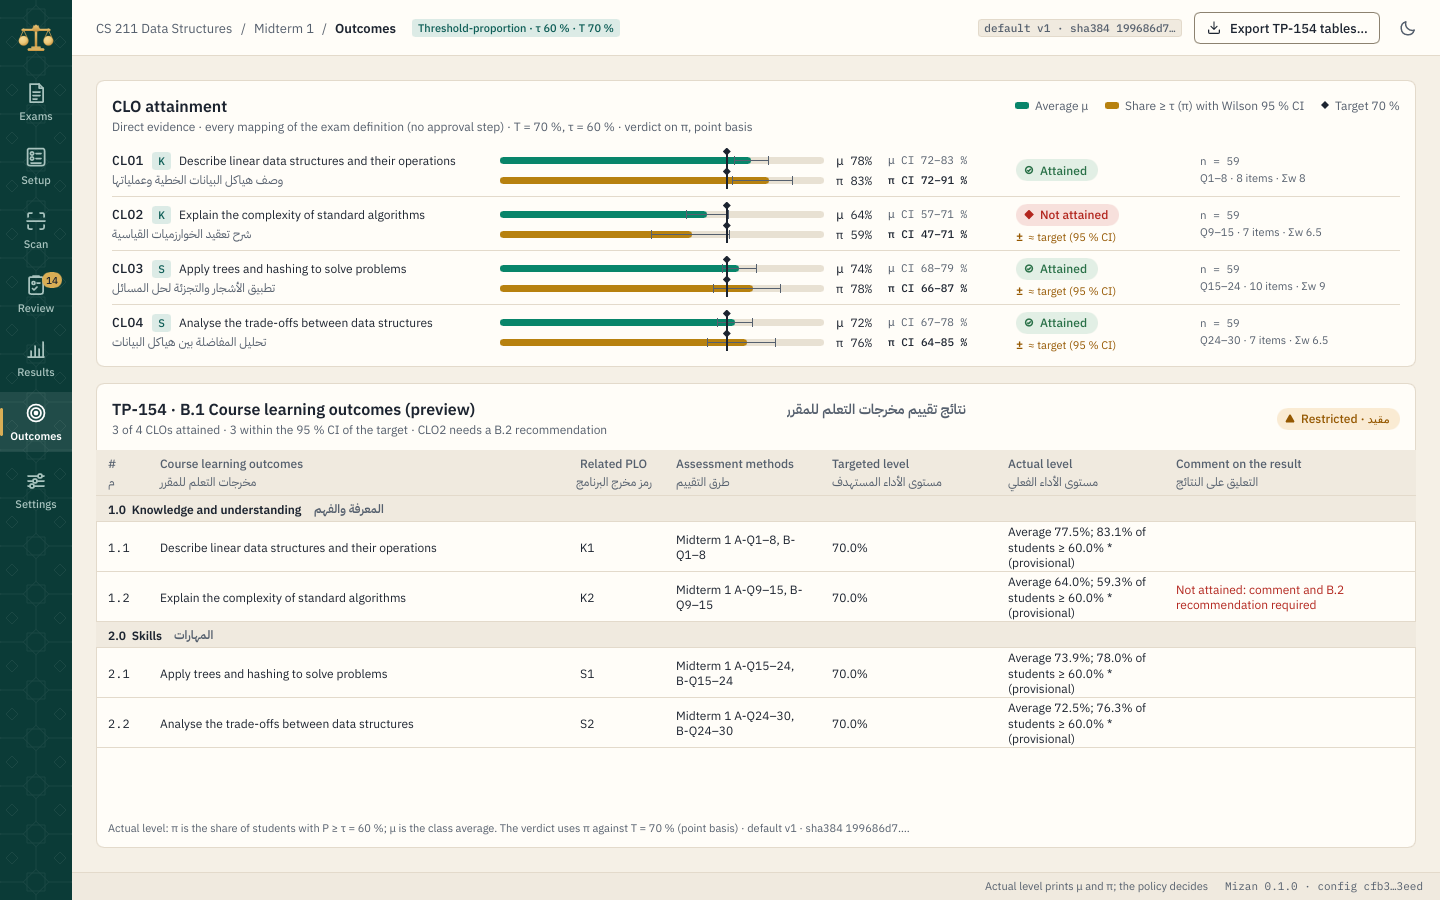 CS 211 Data Structures / Midterm 1 / Outcomes
Threshold-proportion · τ 60 % · T 70 %
default v1 · sha384 199686d7…
Export TP-154 tables…
Exams
Setup
Scan
14
Review
Results
Outcomes
Settings
CLO attainment
Average μ
Share ≥ τ (π) with Wilson 95 % CI
Target 70 %
Direct evidence · every mapping of the exam definition (no approval step) · T = 70 %, τ = 60 % · verdict on π, point basis
CLO1 K Describe linear data structures and their operations
وصف هياكل البيانات الخطية وعملياتها
μ 78% μ CI 72–83 %
π 83% π CI 72–91 %
Attained
n = 59
Q1–8 · 8 items · Σw 8
CLO2 K Explain the complexity of standard algorithms
شرح تعقيد الخوارزميات القياسية
μ 64% μ CI 57–71 %
π 59% π CI 47–71 %
Not attained
± ≈ target (95 % CI)
n = 59
Q9–15 · 7 items · Σw 6.5
CLO3 S Apply trees and hashing to solve problems
تطبيق الأشجار والتجزئة لحل المسائل
μ 74% μ CI 68–79 %
π 78% π CI 66–87 %
Attained
± ≈ target (95 % CI)
n = 59
Q15–24 · 10 items · Σw 9
CLO4 S Analyse the trade-offs between data structures
تحليل المفاضلة بين هياكل البيانات
μ 72% μ CI 67–78 %
π 76% π CI 64–85 %
Attained
± ≈ target (95 % CI)
n = 59
Q24–30 · 7 items · Σw 6.5
TP-154 · B.1 Course learning outcomes (preview)
نتائج تقييم مخرجات التعلم للمقرر
3 of 4 CLOs attained · 3 within the 95 % CI of the target · CLO2 needs a B.2 recommendation
Restricted · مقيد
# Course learning outcomes Related PLO Assessment methods Targeted level Actual level Comment on the result
م مخرجات التعلم للمقرر رمز مخرج البرنامج طرق التقييم مستوى الأداء المستهدف مستوى الأداء الفعلي التعليق على النتائج
1.0 Knowledge and understanding المعرفة والفهم
1.1 Describe linear data structures and their operations K1
Midterm 1 A-Q1–8, B-
Q1–8
70.0%
Average 77.5%; 83.1% of
students ≥ 60.0% *
(provisional)
1.2 Explain the complexity of standard algorithms K2
Midterm 1 A-Q9–15, B-
Q9–15
70.0%
Average 64.0%; 59.3% of
students ≥ 60.0% *
(provisional)
Not attained: comment and B.2
recommendation required
2.0 Skills المهارات
2.1 Apply trees and hashing to solve problems S1
Midterm 1 A-Q15–24,
B-Q15–24
70.0%
Average 73.9%; 78.0% of
students ≥ 60.0% *
(provisional)
2.2 Analyse the trade-offs between data structures S2
Midterm 1 A-Q24–30,
B-Q24–30
70.0%
Average 72.5%; 76.3% of
students ≥ 60.0% *
(provisional)
Actual level: π is the share of students with P ≥ τ = 60 %; μ is the class average. The verdict uses π against T = 70 % (point basis) · default v1 · sha384 199686d7….
Actual level prints μ and π; the policy decides
Mizan 0.1.0 · config cfb3…3eed